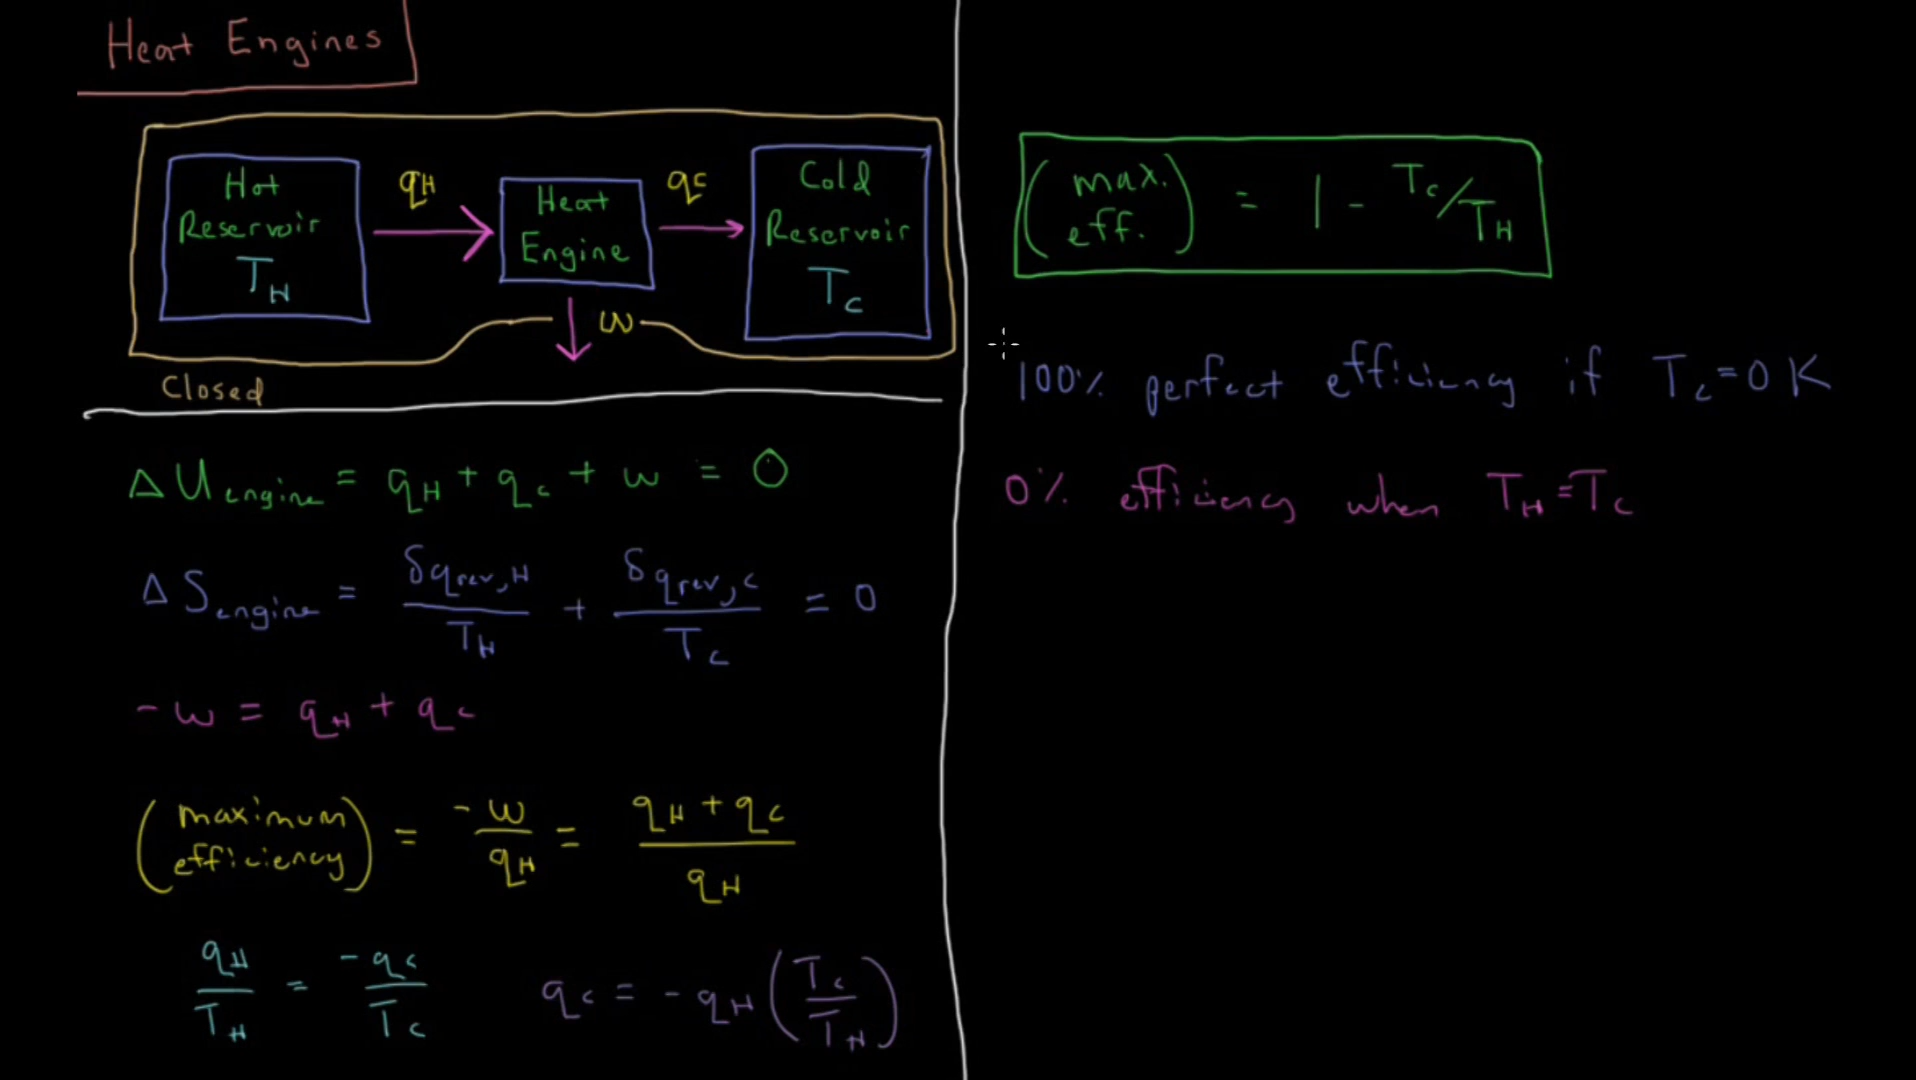 Heat Engines
Hot
Reservoir
T_H
q_H
Heat
Engine
q_C
Cold
Reservoir
T_C
w
Closed
ΔU_engine = q_H + q_c + w = 0
ΔS_engine = δq_rev,H / T_H + δq_rev,c / T_c = 0
-w = q_H + q_c
(maximum efficiency) = -w / q_H = (q_H + q_c) / q_H
q_H / T_H = -q_c / T_c
q_c = -q_H (T_c / T_H)
(max. eff.) = 1 - T_c/T_H
100% perfect efficiency if T_c = 0 K
0% efficiency when T_H = T_c